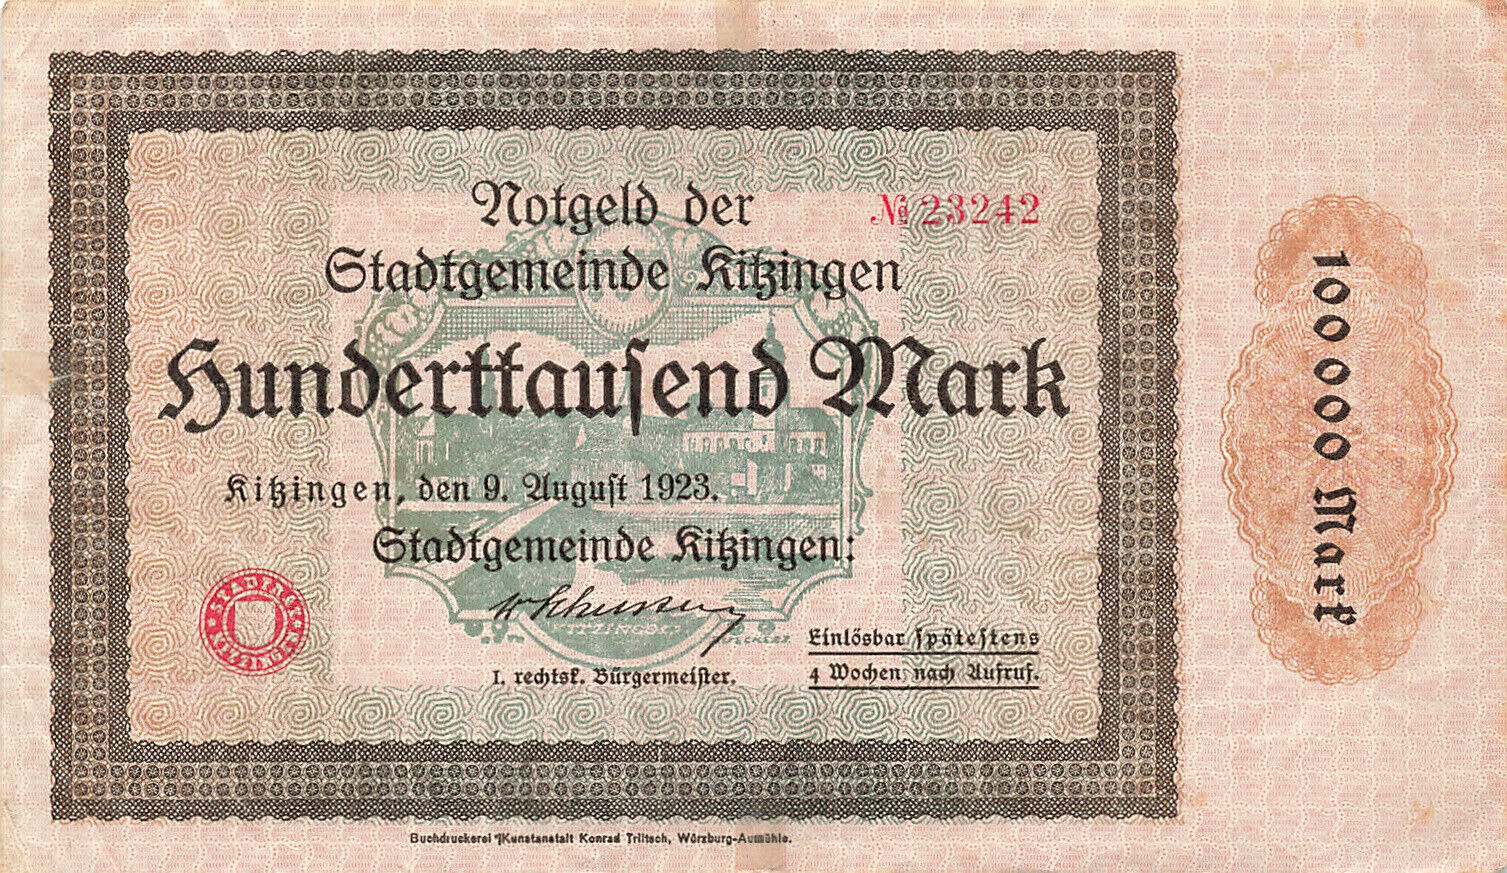 Notgeld der
№ 23242
Stadtgemeinde Kitzingen
Hunderttausend Mark
Kitzingen, den 9. August 1923.
Stadtgemeinde Kitzingen:
I. rechtsk. Bürgermeister.
Einlösbar spätestens
4 Wochen nach Aufruf.
100000 Mark
KITZINGEN
Buchdruckerei Kunstanstalt Konrad Triltsch, Würzburg-Aumühle.